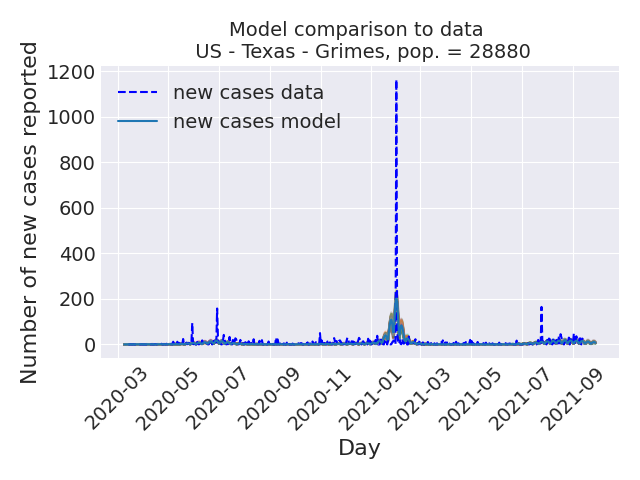 Model comparison to data
US - Texas - Grimes, pop. = 28880
Number of new cases reported
1200
1000
800
600
400
200
0
new cases data
new cases model
2020-03
2020-05
2020-07
2020-09
2020-11
2021-01
2021-03
2021-05
2021-07
2021-09
Day